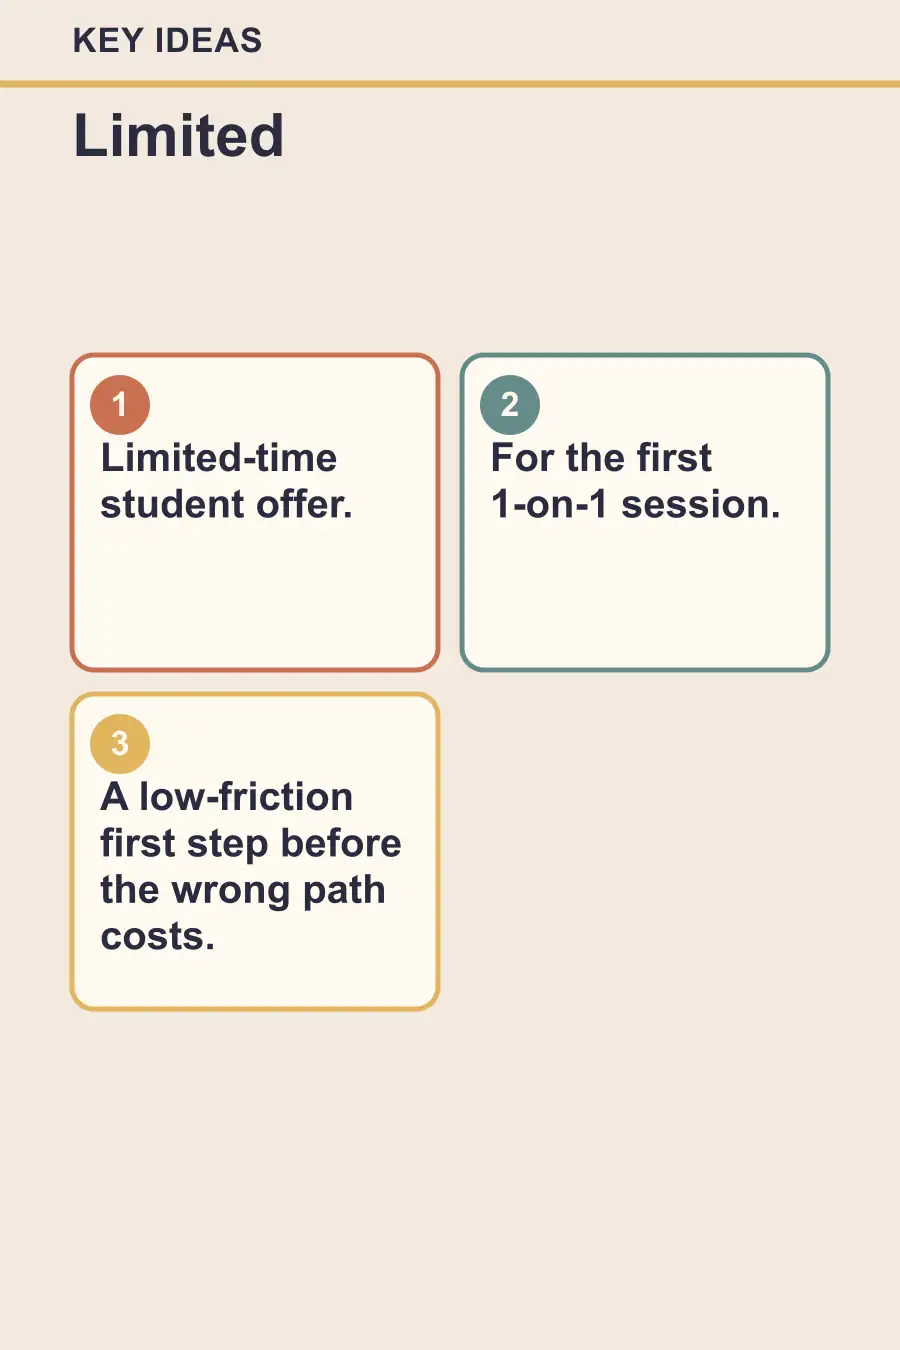 KEY IDEAS
Limited
1
Limited-time
student offer.
2
For the first
1-on-1 session.
3
A low-friction
first step before
the wrong path
costs.